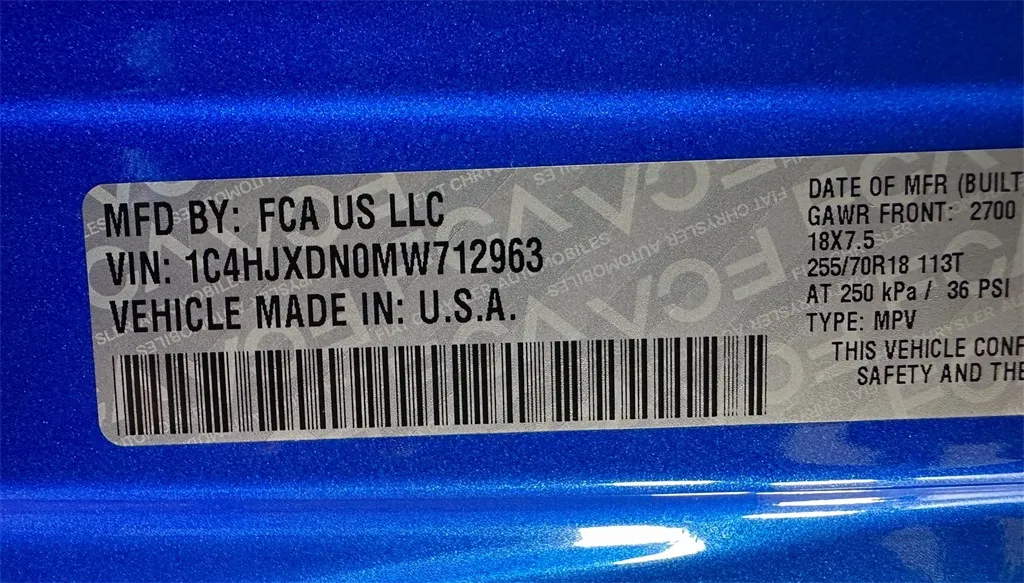 MFD BY: FCA US LLC
VIN: 1C4HJXDN0MW712963
VEHICLE MADE IN: U.S.A.
DATE OF MFR (BUILT
GAWR FRONT: 2700
18X7.5
255/70R18 113T
AT 250 kPa / 36 PSI
TYPE: MPV
THIS VEHICLE CONF
SAFETY AND THE